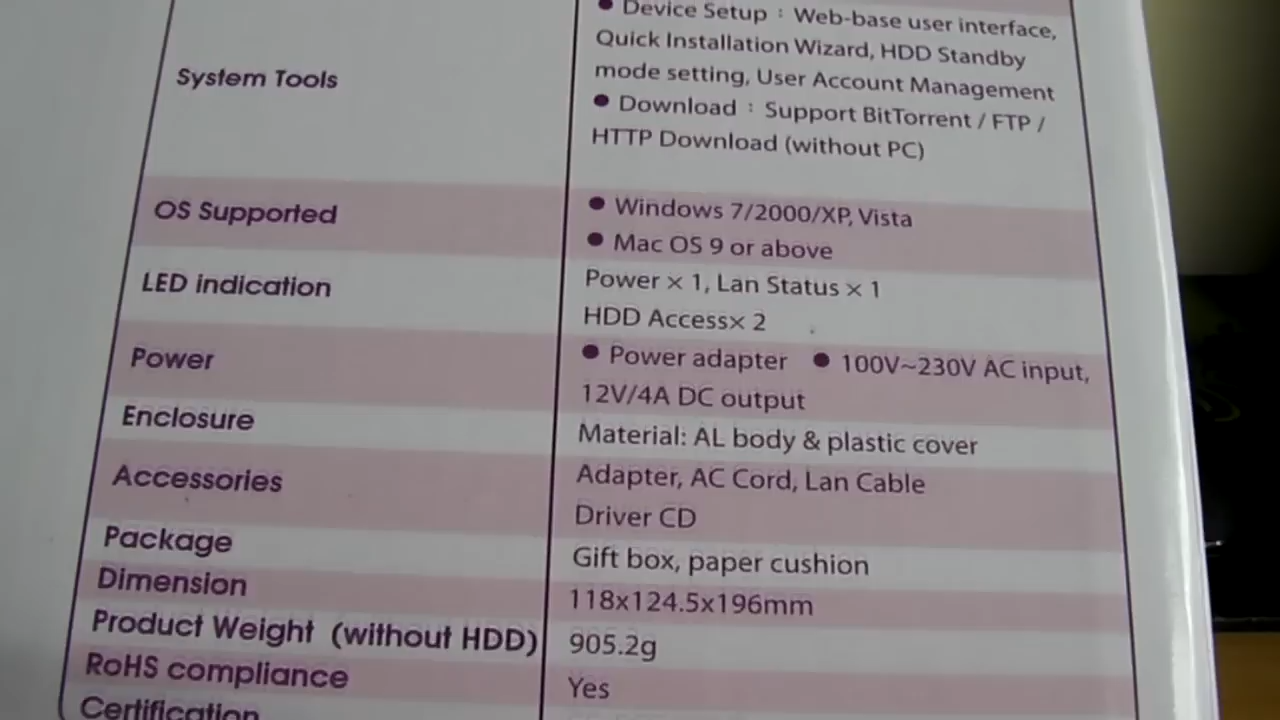 System Tools
● Device Setup : Web-base user interface,
Quick Installation Wizard, HDD Standby
mode setting, User Account Management
● Download : Support BitTorrent / FTP /
HTTP Download (without PC)
OS Supported
● Windows 7/2000/XP, Vista
● Mac OS 9 or above
LED indication
Power × 1, Lan Status × 1
HDD Access× 2
Power
● Power adapter ● 100V~230V AC input,
12V/4A DC output
Enclosure
Material: AL body & plastic cover
Accessories
Adapter, AC Cord, Lan Cable
Driver CD
Package
Gift box, paper cushion
Dimension
118x124.5x196mm
Product Weight (without HDD)
905.2g
RoHS compliance
Yes
Certification